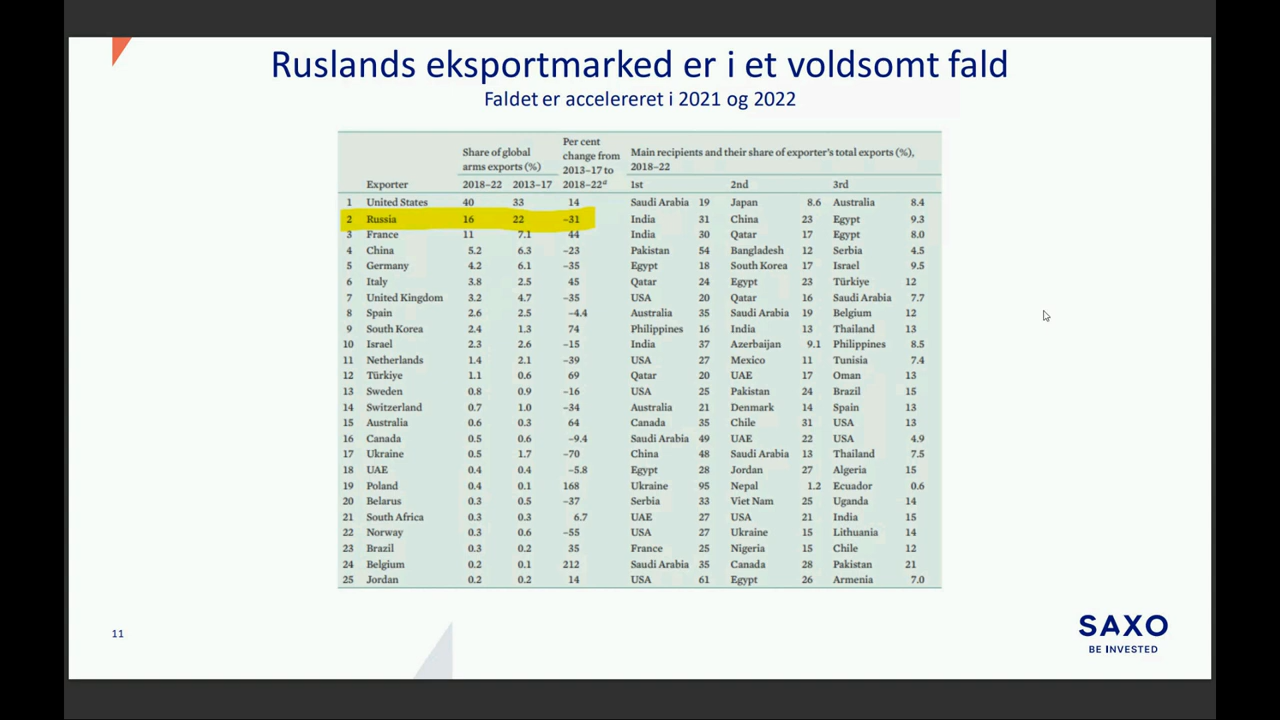 Ruslands eksportmarked er i et voldsomt fald
Faldet er accelereret i 2021 og 2022
Per cent
Share of global change from Main recipients and their share of exporter's total exports (%),
arms exports (%) 2013–17 to 2018–22
Exporter 2018–22 2013–17 2018–22ª 1st 2nd 3rd
1 United States 40 33 14 Saudi Arabia 19 Japan 8.6 Australia 8.4
2 Russia 16 22 –31 India 31 China 23 Egypt 9.3
3 France 11 7.1 44 India 30 Qatar 17 Egypt 8.0
4 China 5.2 6.3 –23 Pakistan 54 Bangladesh 12 Serbia 4.5
5 Germany 4.2 6.1 –35 Egypt 18 South Korea 17 Israel 9.5
6 Italy 3.8 2.5 45 Qatar 24 Egypt 23 Türkiye 12
7 United Kingdom 3.2 4.7 –35 USA 20 Qatar 16 Saudi Arabia 7.7
8 Spain 2.6 2.5 –4.4 Australia 35 Saudi Arabia 19 Belgium 12
9 South Korea 2.4 1.3 74 Philippines 16 India 13 Thailand 13
10 Israel 2.3 2.6 –15 India 37 Azerbaijan 9.1 Philippines 8.5
11 Netherlands 1.4 2.1 –39 USA 27 Mexico 11 Tunisia 7.4
12 Türkiye 1.1 0.6 69 Qatar 20 UAE 17 Oman 13
13 Sweden 0.8 0.9 –16 USA 25 Pakistan 24 Brazil 15
14 Switzerland 0.7 1.0 –34 Australia 21 Denmark 14 Spain 13
15 Australia 0.6 0.3 64 Canada 35 Chile 31 USA 13
16 Canada 0.5 0.6 –9.4 Saudi Arabia 49 UAE 22 USA 4.9
17 Ukraine 0.5 1.7 –70 China 48 Saudi Arabia 13 Thailand 7.5
18 UAE 0.4 0.4 –5.8 Egypt 28 Jordan 27 Algeria 15
19 Poland 0.4 0.1 168 Ukraine 95 Nepal 1.2 Ecuador 0.6
20 Belarus 0.3 0.5 –37 Serbia 33 Viet Nam 25 Uganda 14
21 South Africa 0.3 0.3 6.7 UAE 27 USA 21 India 15
22 Norway 0.3 0.6 –55 USA 27 Ukraine 15 Lithuania 14
23 Brazil 0.3 0.2 35 France 25 Nigeria 15 Chile 12
24 Belgium 0.2 0.1 212 Saudi Arabia 35 Canada 28 Pakistan 21
25 Jordan 0.2 0.2 14 USA 61 Egypt 26 Armenia 7.0
11
SAXO
BE INVESTED